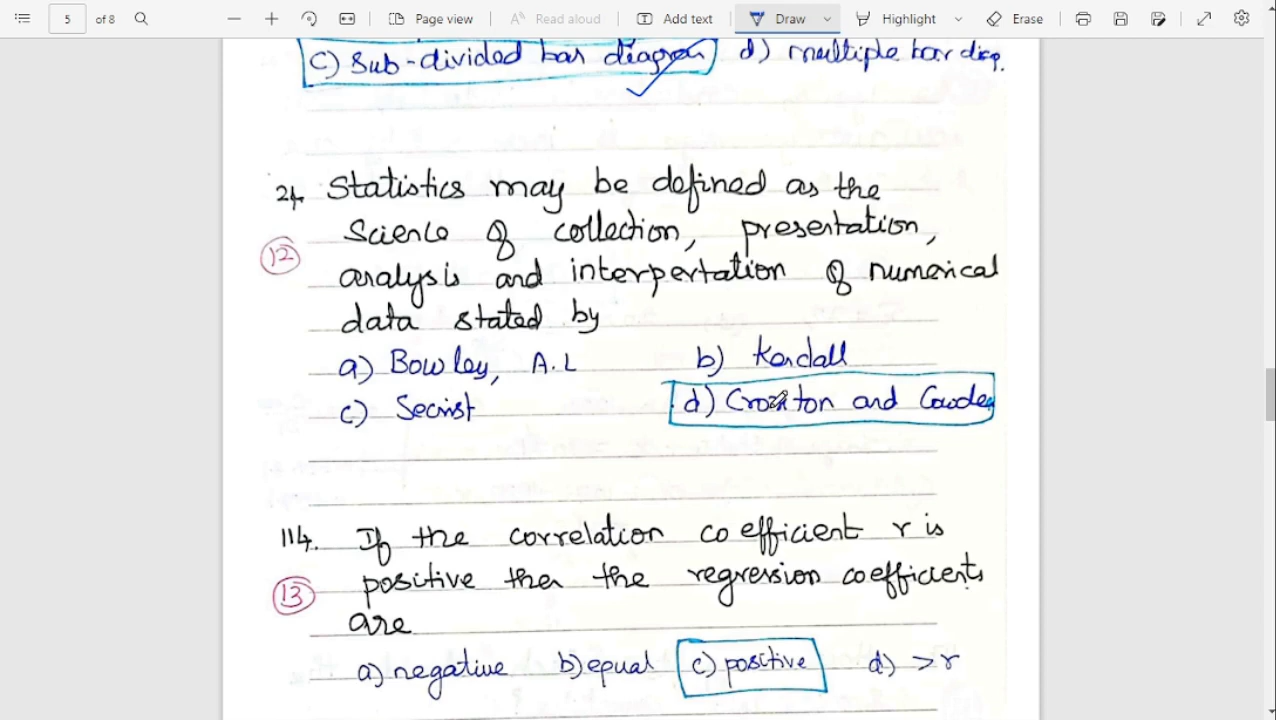 5 of 8 Page view Read aloud Add text Draw Highlight Erase
c) Sub-divided bar diagram d) multiple bar diag.
21. Statistics may be defined as the
12 Science of collection, presentation,
analysis and interpertation of numerical
data stated by
a) Bowley, A.L b) Kendall
c) Secrist d) Croxton and Cowden
114. If the correlation coefficient r is
13 positive then the regression coefficients
are
a) negative b) equal c) positive d) > r